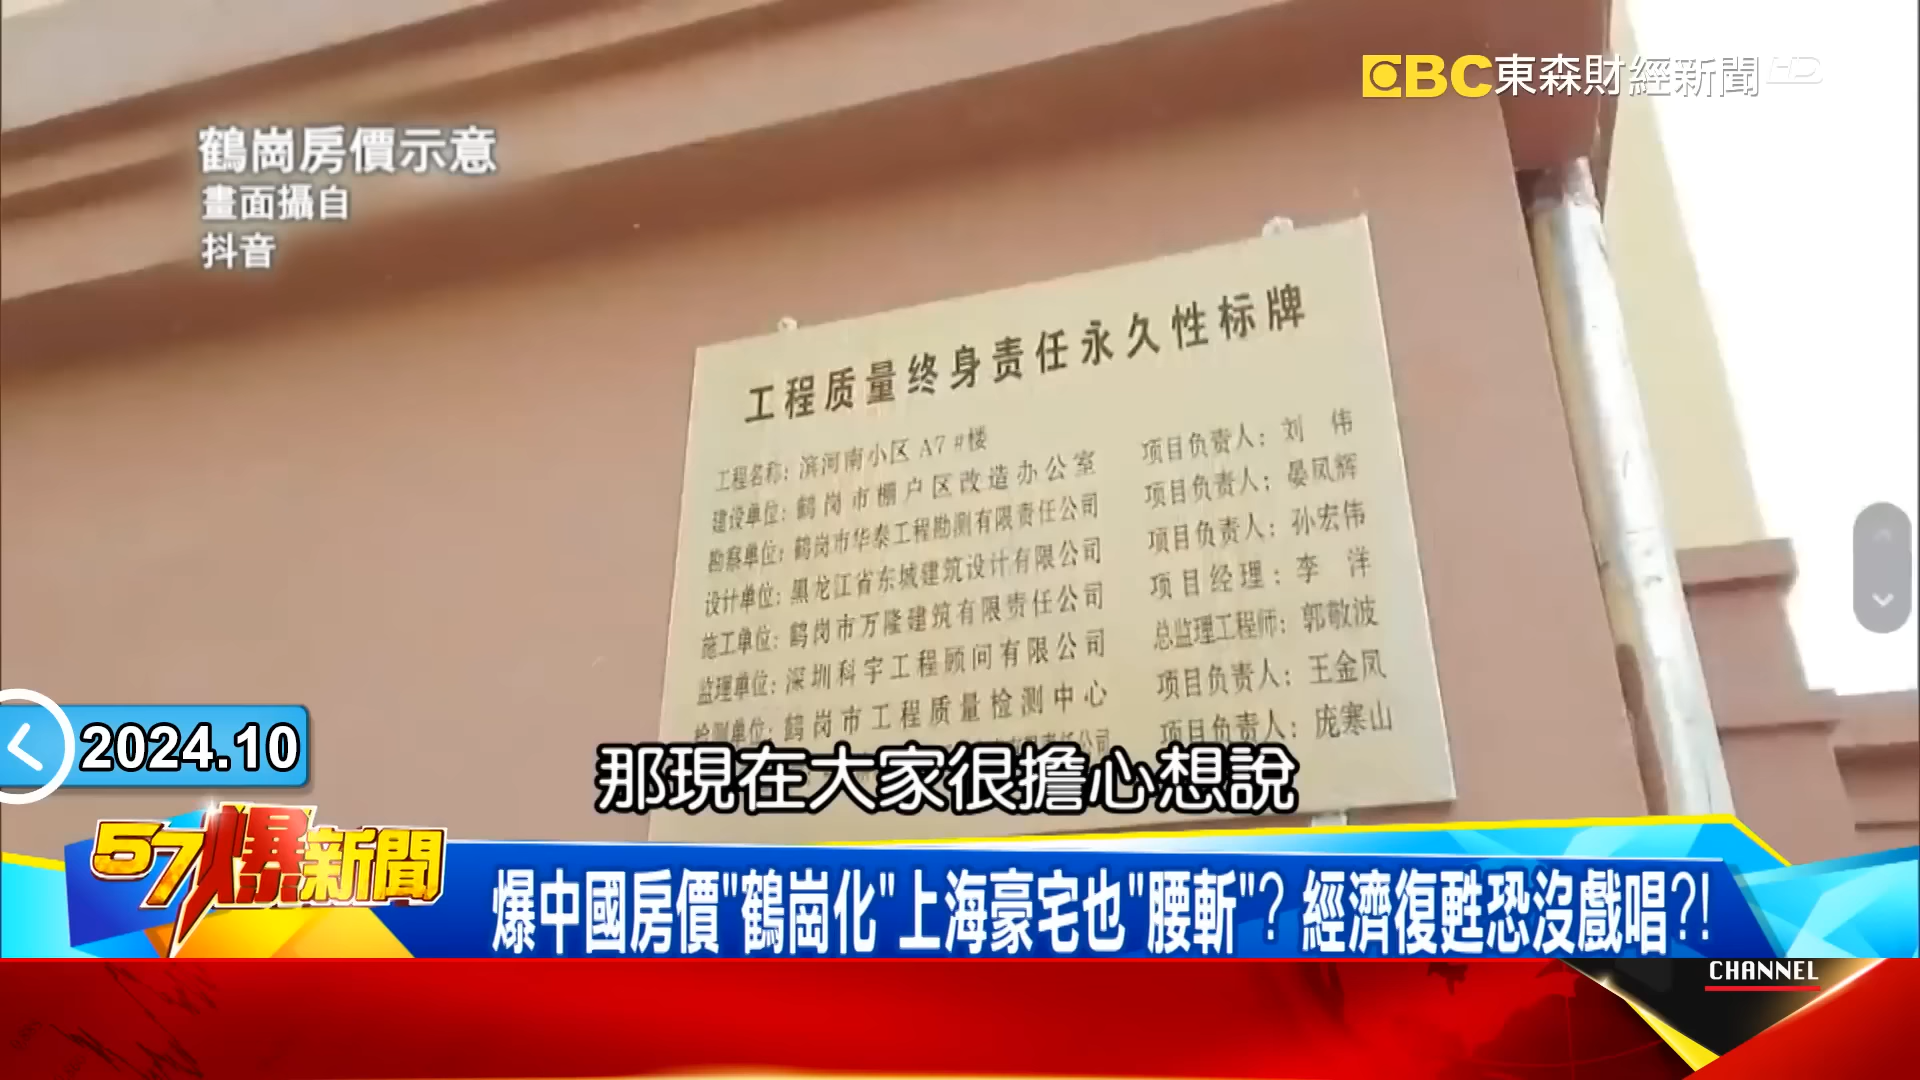 EBC東森財經新聞HD
鶴崗房價示意
畫面攝自
抖音
工程质量终身责任永久性标牌
工程名称：滨河南小区 A7#楼
建设单位：鹤岗市棚户区改造办公室 项目负责人：刘 伟
勘察单位：鹤岗市华泰工程勘测有限责任公司 项目负责人：晏凤辉
设计单位：黑龙江省东城建筑设计有限公司 项目负责人：孙宏伟
施工单位：鹤岗市万隆建筑有限责任公司 项目经理：李 洋
监理单位：深圳科宇工程顾问有限公司 总监理工程师：郭敬波
检测单位：鹤岗市工程质量检测中心 项目负责人：王金凤
有限责任公司 项目负责人：庞寒山
2024.10
那現在大家很擔心想說
57爆新聞
爆中國房價"鶴崗化"上海豪宅也"腰斬"? 經濟復甦恐沒戲唱?!
CHANNEL